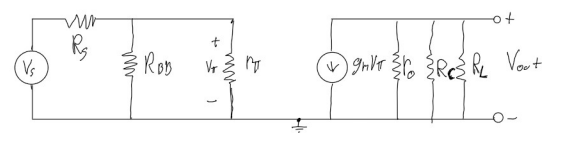 +
+
Rs
Vs
RBB
Vπ
rπ
gmVπ
ro
RC
RL
Vout
−
−